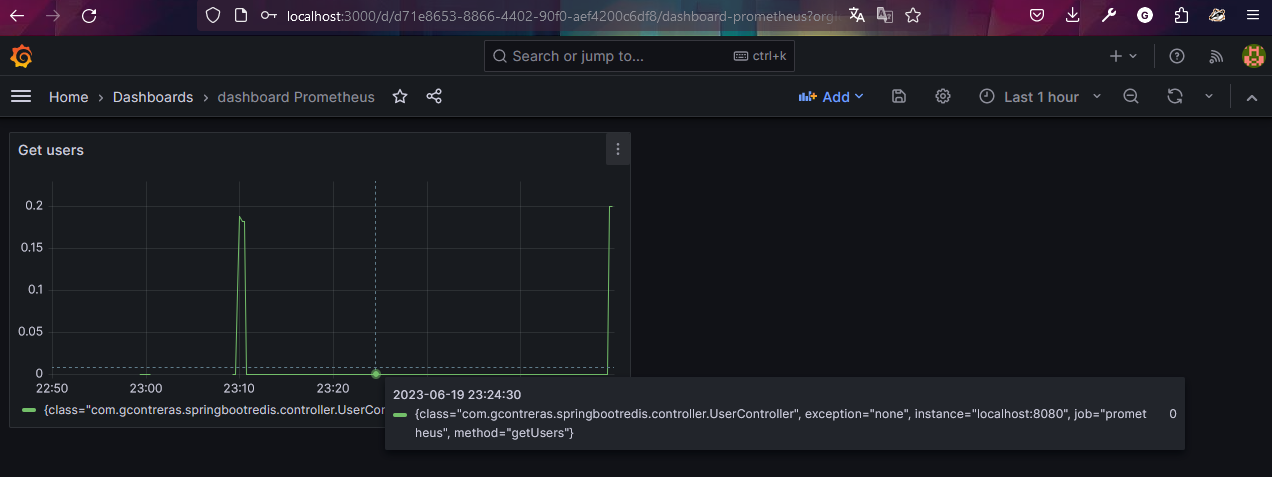 localhost:3000/d/d71e8653-8866-4402-90f0-aef4200c6df8/dashboard-prometheus?orgI
G
Search or jump to...
ctrl+k
Home
Dashboards
dashboard Prometheus
Add
Last 1 hour
Get users
0.2
0.15
0.1
0.05
0
22:50
23:00
23:10
23:20
{class="com.gcontreras.springbootredis.controller.UserCon
2023-06-19 23:24:30
{class="com.gcontreras.springbootredis.controller.UserController", exception="none", instance="localhost:8080", job="promet 0
heus", method="getUsers"}